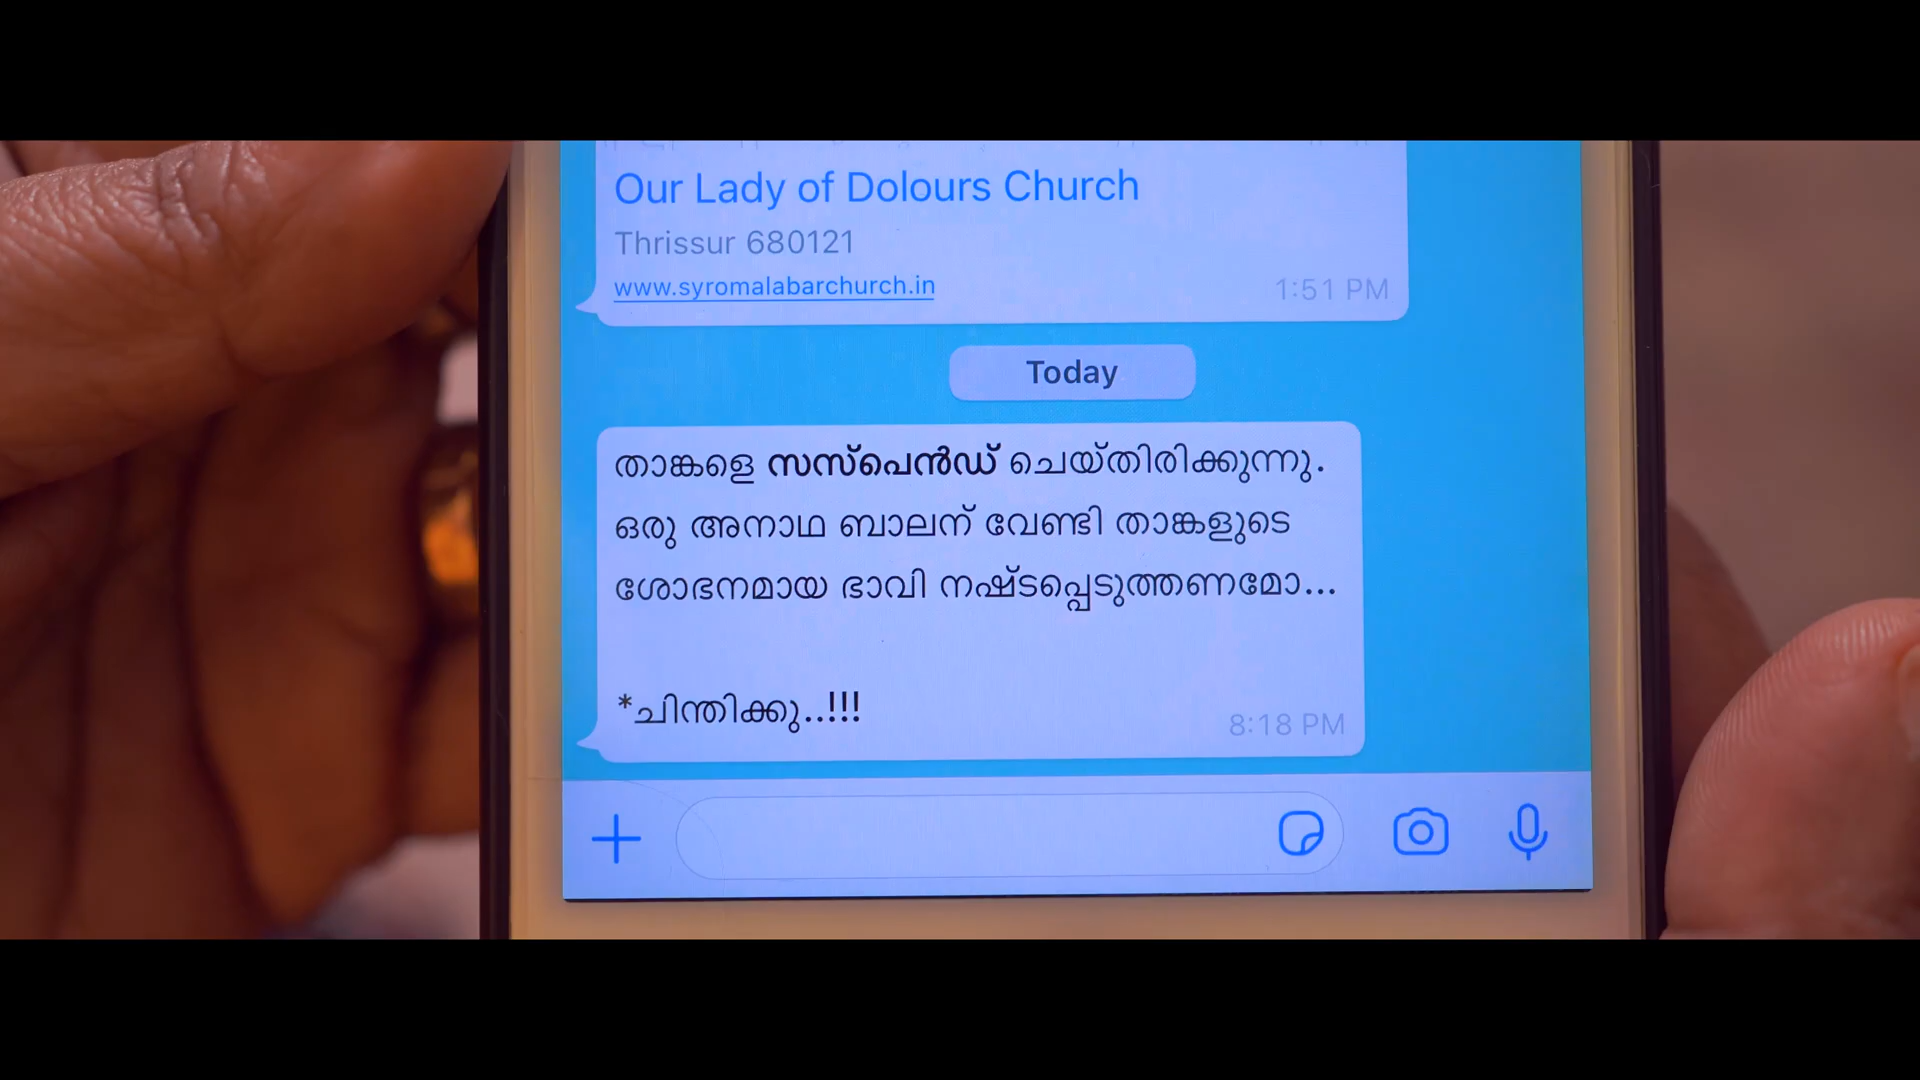 Our Lady of Dolours Church
Thrissur 680121
www.syromalabarchurch.in
1:51 PM
Today
താങ്കളെ സസ്പെൻഡ് ചെയ്തിരിക്കുന്നു.
ഒരു അനാഥ ബാലന് വേണ്ടി താങ്കളുടെ
ശോഭനമായ ഭാവി നഷ്ടപ്പെടുത്തണമോ...
*ചിന്തിക്കു..!!!
8:18 PM